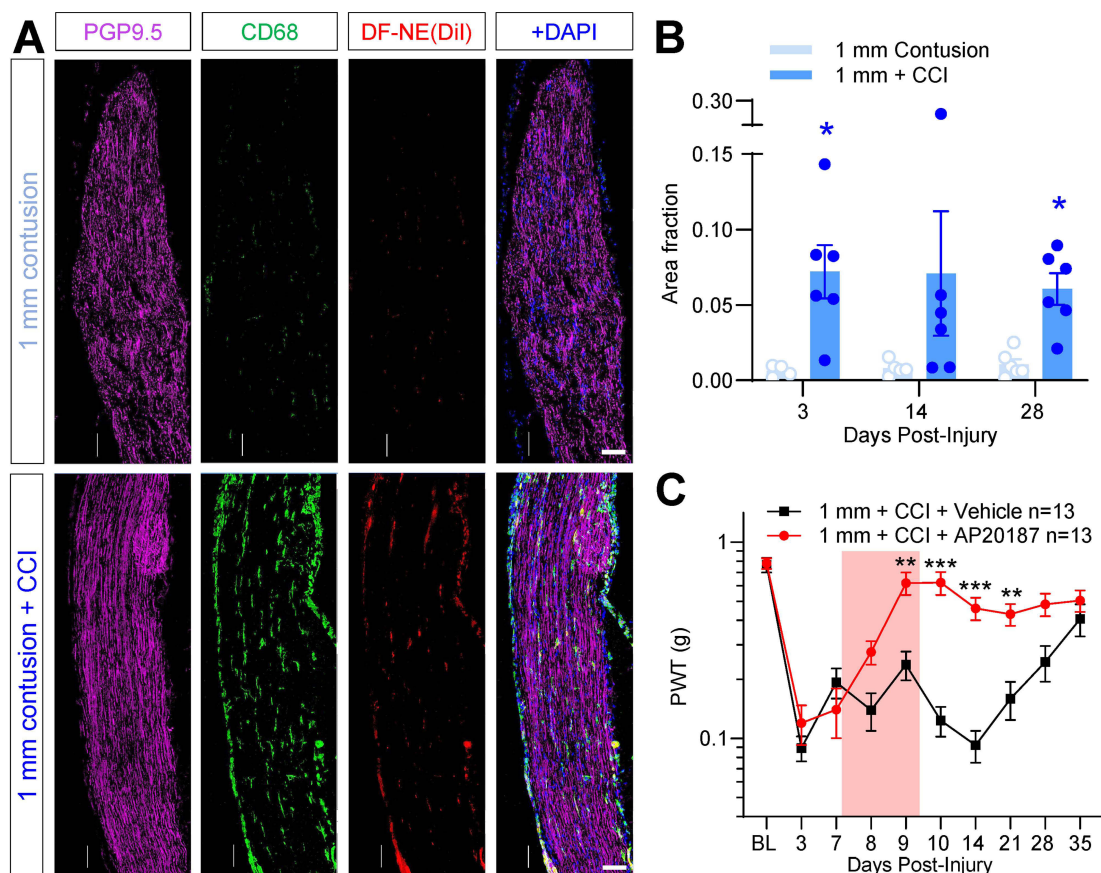 A
PGP9.5
CD68
DF-NE(DiI)
+DAPI
1 mm contusion
1 mm contusion + CCI
B
1 mm Contusion
1 mm + CCI
0.30
0.15
0.10
0.05
0.00
Area fraction
*
*
3
14
28
Days Post-Injury
C
1 mm + CCI + Vehicle n=13
1 mm + CCI + AP20187 n=13
1
0.1
PWT (g)
** *** *** **
BL 3 7 8 9 10 14 21 28 35
Days Post-Injury